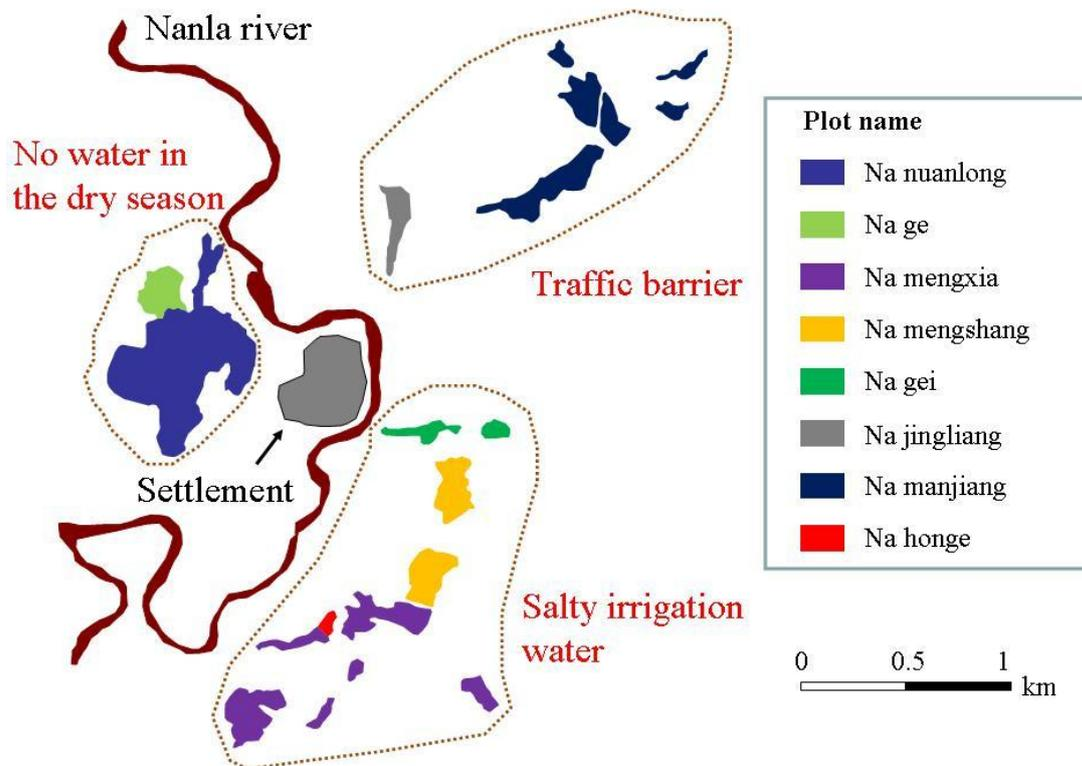 Nanla river
No water in
the dry season
Traffic barrier
Settlement
Salty irrigation
water
Plot name
Na nuanlong
Na ge
Na mengxia
Na mengshang
Na gei
Na jingliang
Na manjiang
Na honge
0 0.5 1
km